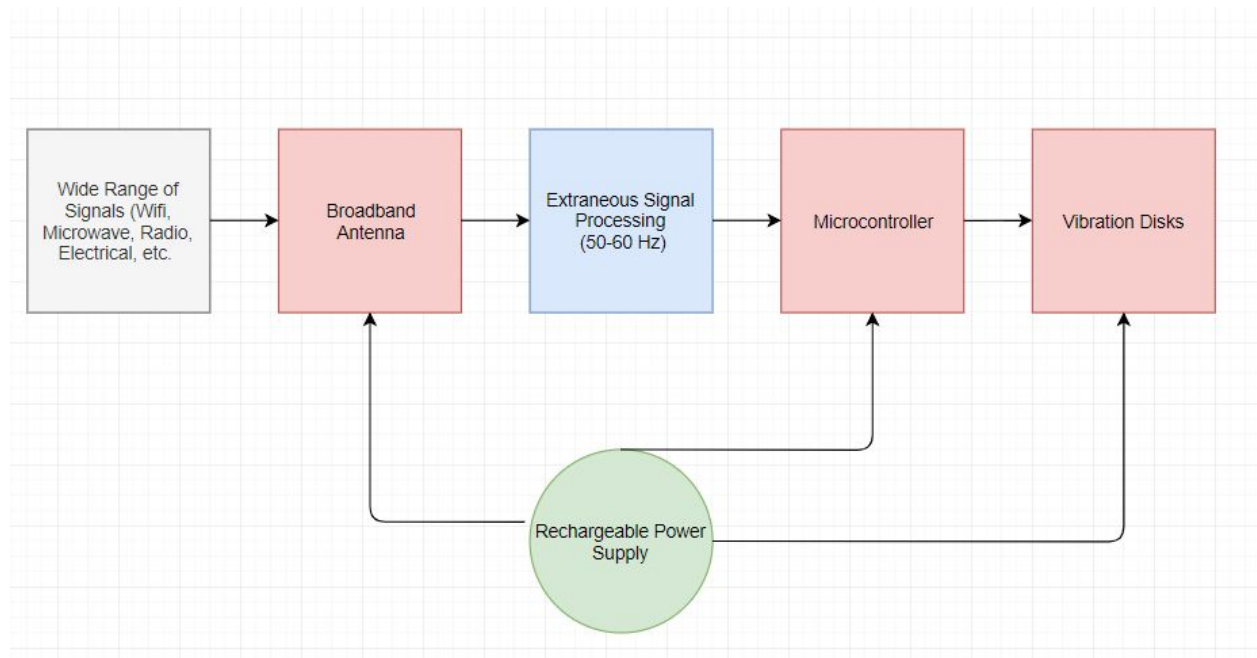 Wide Range of
Signals (Wifi,
Microwave, Radio,
Electrical, etc.
Broadband
Antenna
Extraneous Signal
Processing
(50-60 Hz)
Microcontroller
Vibration Disks
Rechargeable Power
Supply